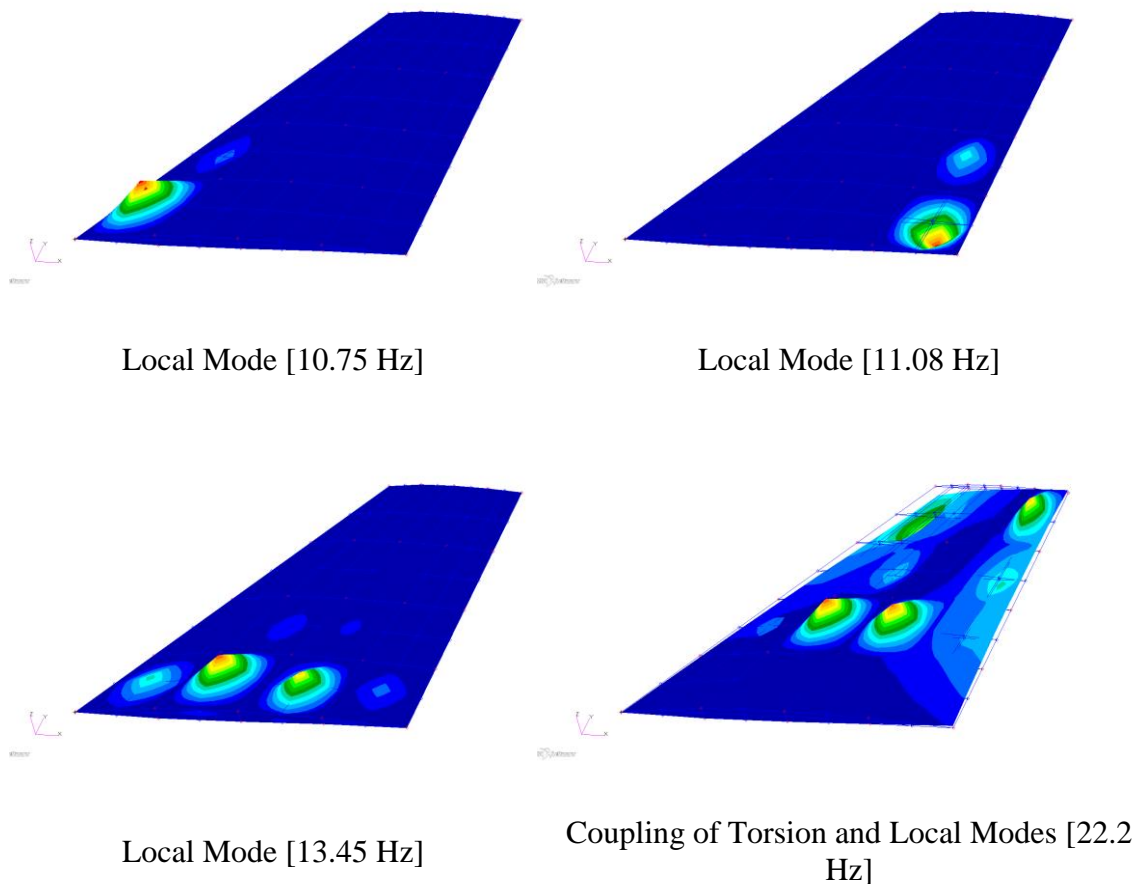 Z Y X
Z Y X
Local Mode [10.75 Hz]
Local Mode [11.08 Hz]
Z Y X
Z Y X
Local Mode [13.45 Hz]
Coupling of Torsion and Local Modes [22.2
Hz]